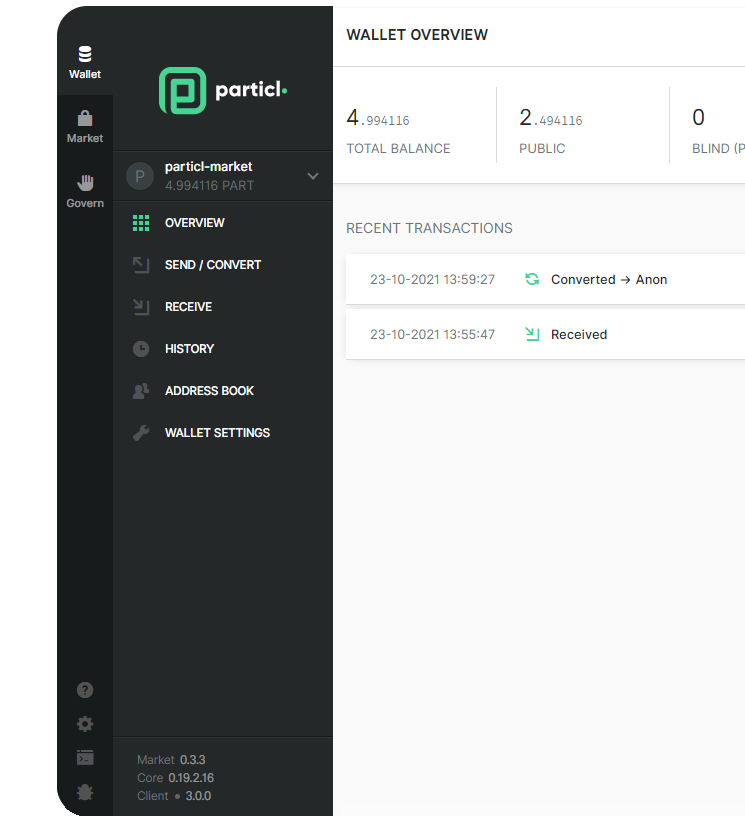 Wallet
Market
Govern
particl
P
particl-market
4.994116 PART
OVERVIEW
SEND / CONVERT
RECEIVE
HISTORY
ADDRESS BOOK
WALLET SETTINGS
Market 0.3.3
Core 0.19.2.16
Client • 3.0.0
WALLET OVERVIEW
4.994116
TOTAL BALANCE
2.494116
PUBLIC
0
BLIND (P
RECENT TRANSACTIONS
23-10-2021 13:59:27 Converted → Anon
23-10-2021 13:55:47 Received